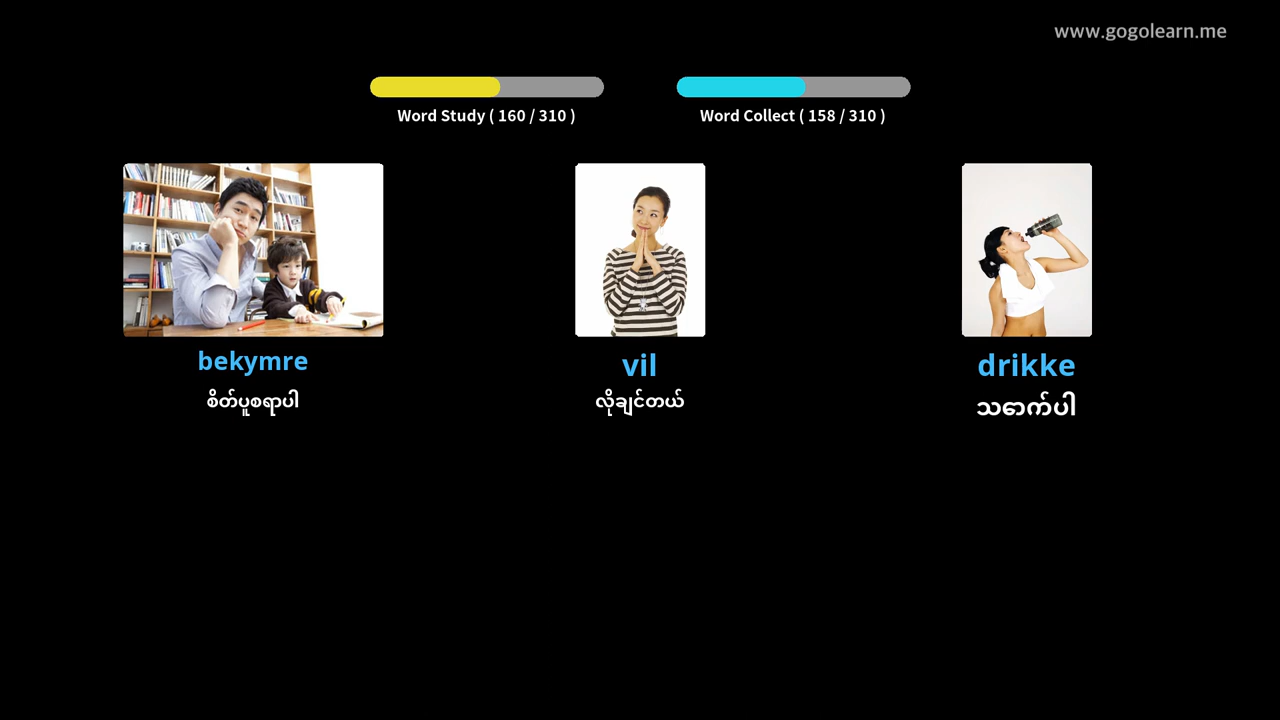 www.gogolearn.me
Word Study ( 160 / 310 )
Word Collect ( 158 / 310 )
bekymre
စိတ်ပူစရာပါ
vil
လိုချင်တယ်
drikke
သောက်ပါ